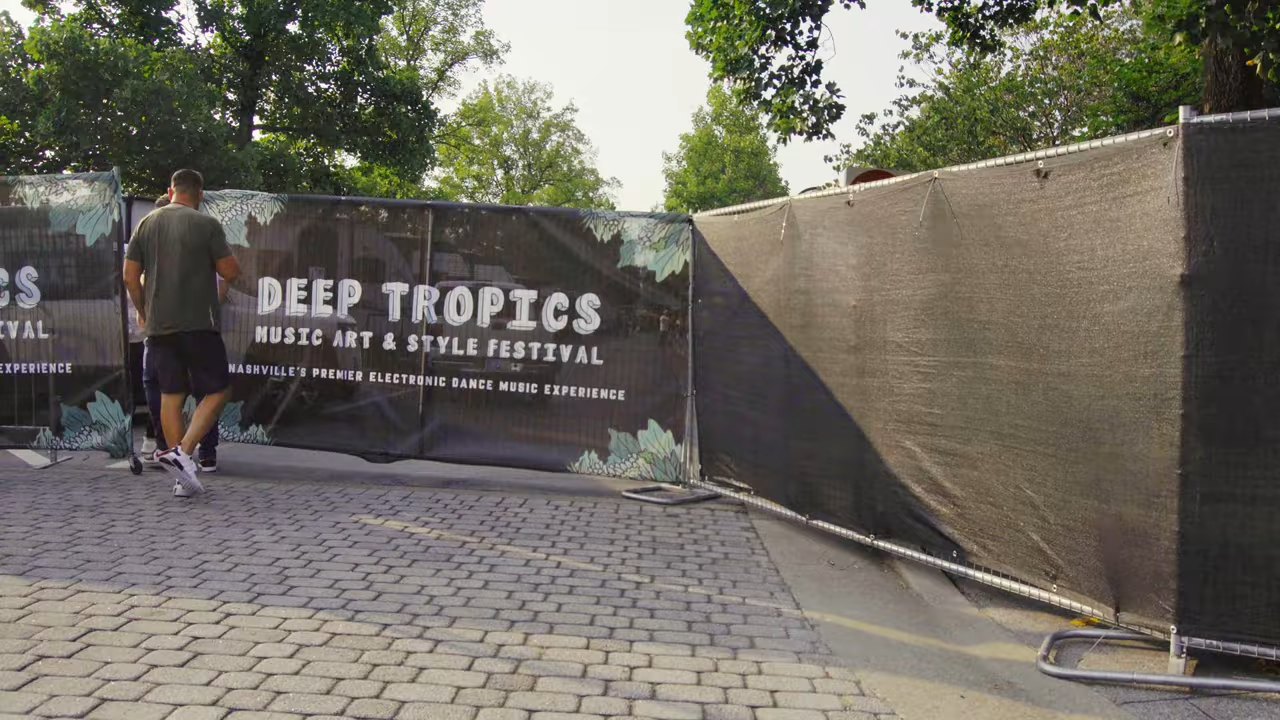 CS
IVAL
EXPERIENCE
DEEP TROPICS
MUSIC ART & STYLE FESTIVAL
NASHVILLE'S PREMIER ELECTRONIC DANCE MUSIC EXPERIENCE